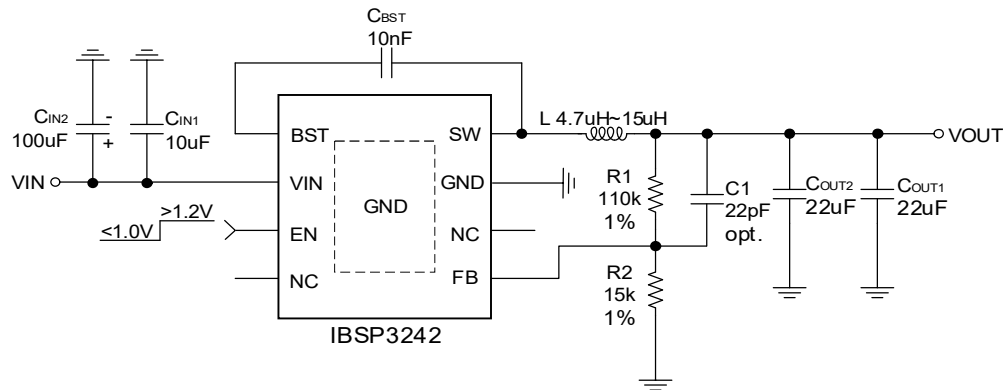 CBST
10nF
CIN2
100uF
-
+
CIN1
10uF
VIN
>1.2V
<1.0V
BST
VIN
EN
NC
GND
SW
GND
NC
FB
IBSP3242
L 4.7uH~15uH
R1
110k
1%
C1
22pF
opt.
R2
15k
1%
COUT2
22uF
COUT1
22uF
VOUT